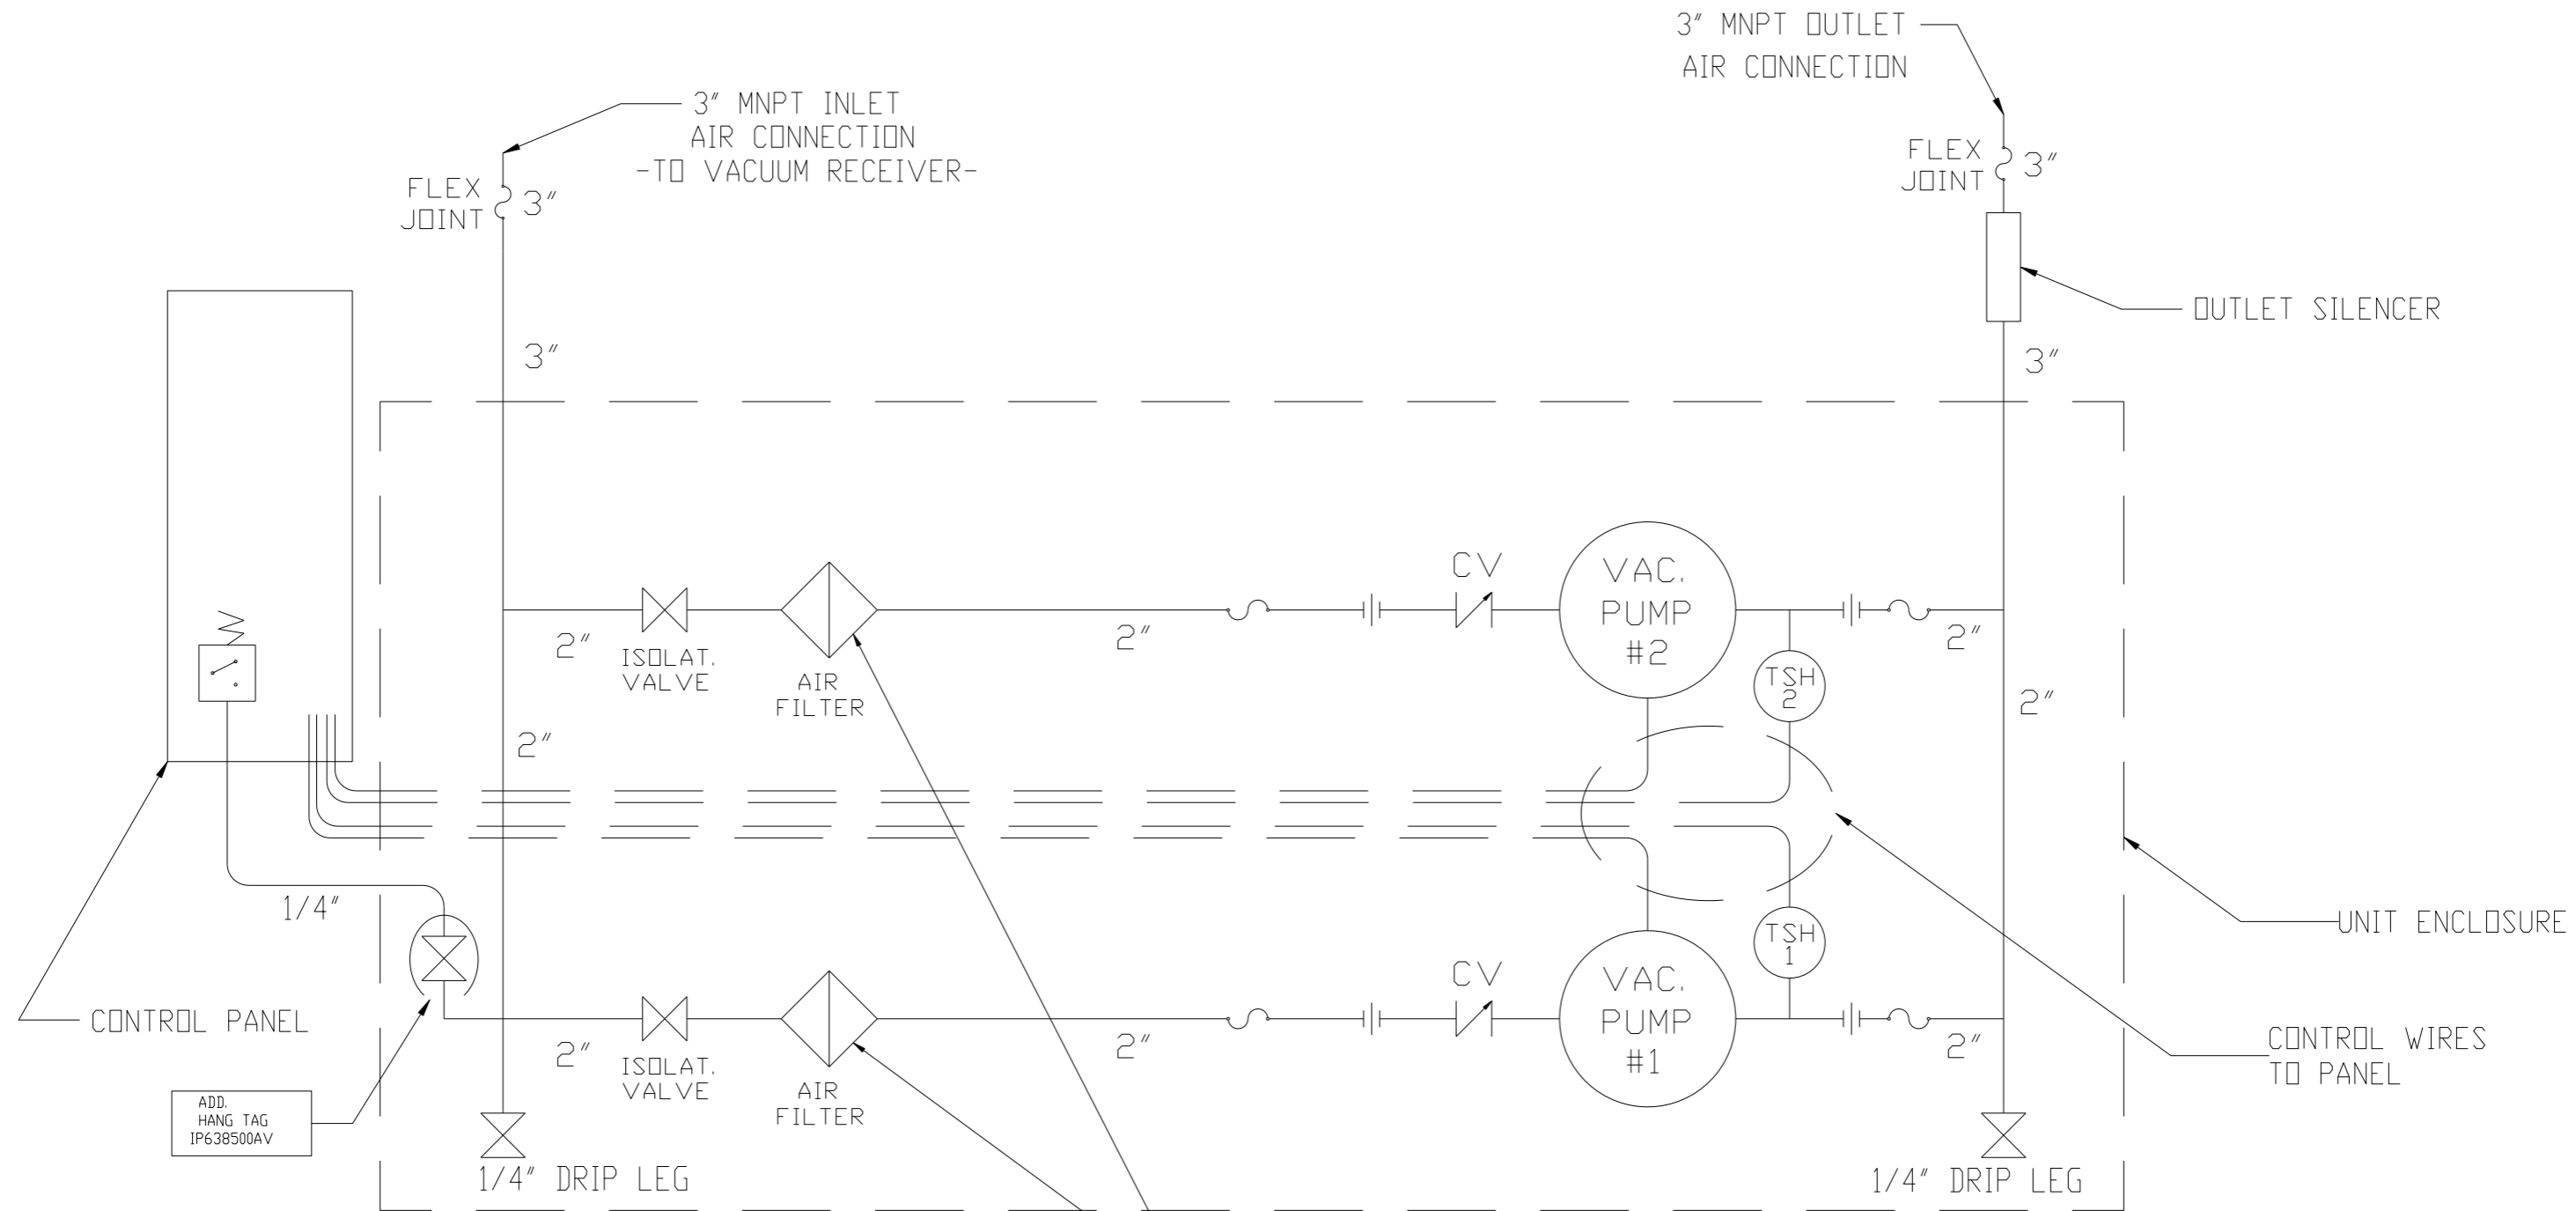 3" MNPT OUTLET
AIR CONNECTION
3" MNPT INLET
AIR CONNECTION
-TO VACUUM RECEIVER-
FLEX
JOINT
3"
FLEX
JOINT
3"
OUTLET SILENCER
3"
3"
CV
VAC.
PUMP
#2
2"
ISOLAT.
VALVE
AIR
FILTER
2"
TSH
2
2"
2"
2"
1/4"
UNIT ENCLOSURE
CV
VAC.
PUMP
#1
TSH
1
CONTROL PANEL
2"
ISOLAT.
VALVE
AIR
FILTER
2"
2"
CONTROL WIRES
TO PANEL
ADD.
HANG TAG
IP638500AV
1/4" DRIP LEG
1/4" DRIP LEG